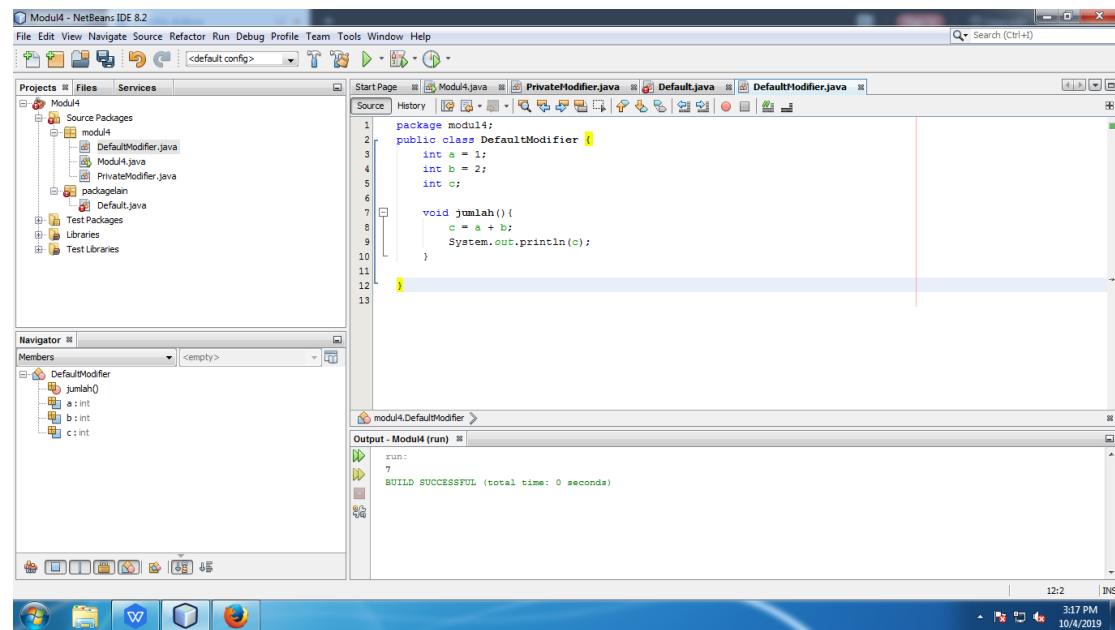 Modul4 - NetBeans IDE 8.2
File Edit View Navigate Source Refactor Run Debug Profile Team Tools Window Help
Search (Ctrl+I)
<default config>
Projects Files Services
Modul4
Source Packages
modul4
DefaultModifier.java
Modul4.java
PrivateModifier.java
packagelain
Default.java
Test Packages
Libraries
Test Libraries
Navigator
Members <empty>
DefaultModifier
jumlah()
a : int
b : int
c : int
Start Page Modul4.java PrivateModifier.java Default.java DefaultModifier.java
Source History
1 package modul4;
2 public class DefaultModifier {
3 int a = 1;
4 int b = 2;
5 int c;
6
7 void jumlah(){
8 c = a + b;
9 System.out.println(c);
10 }
11
12 }
13
modul4.DefaultModifier
Output - Modul4 (run)
run:
7
BUILD SUCCESSFUL (total time: 0 seconds)
12:2 INS
3:17 PM
10/4/2019